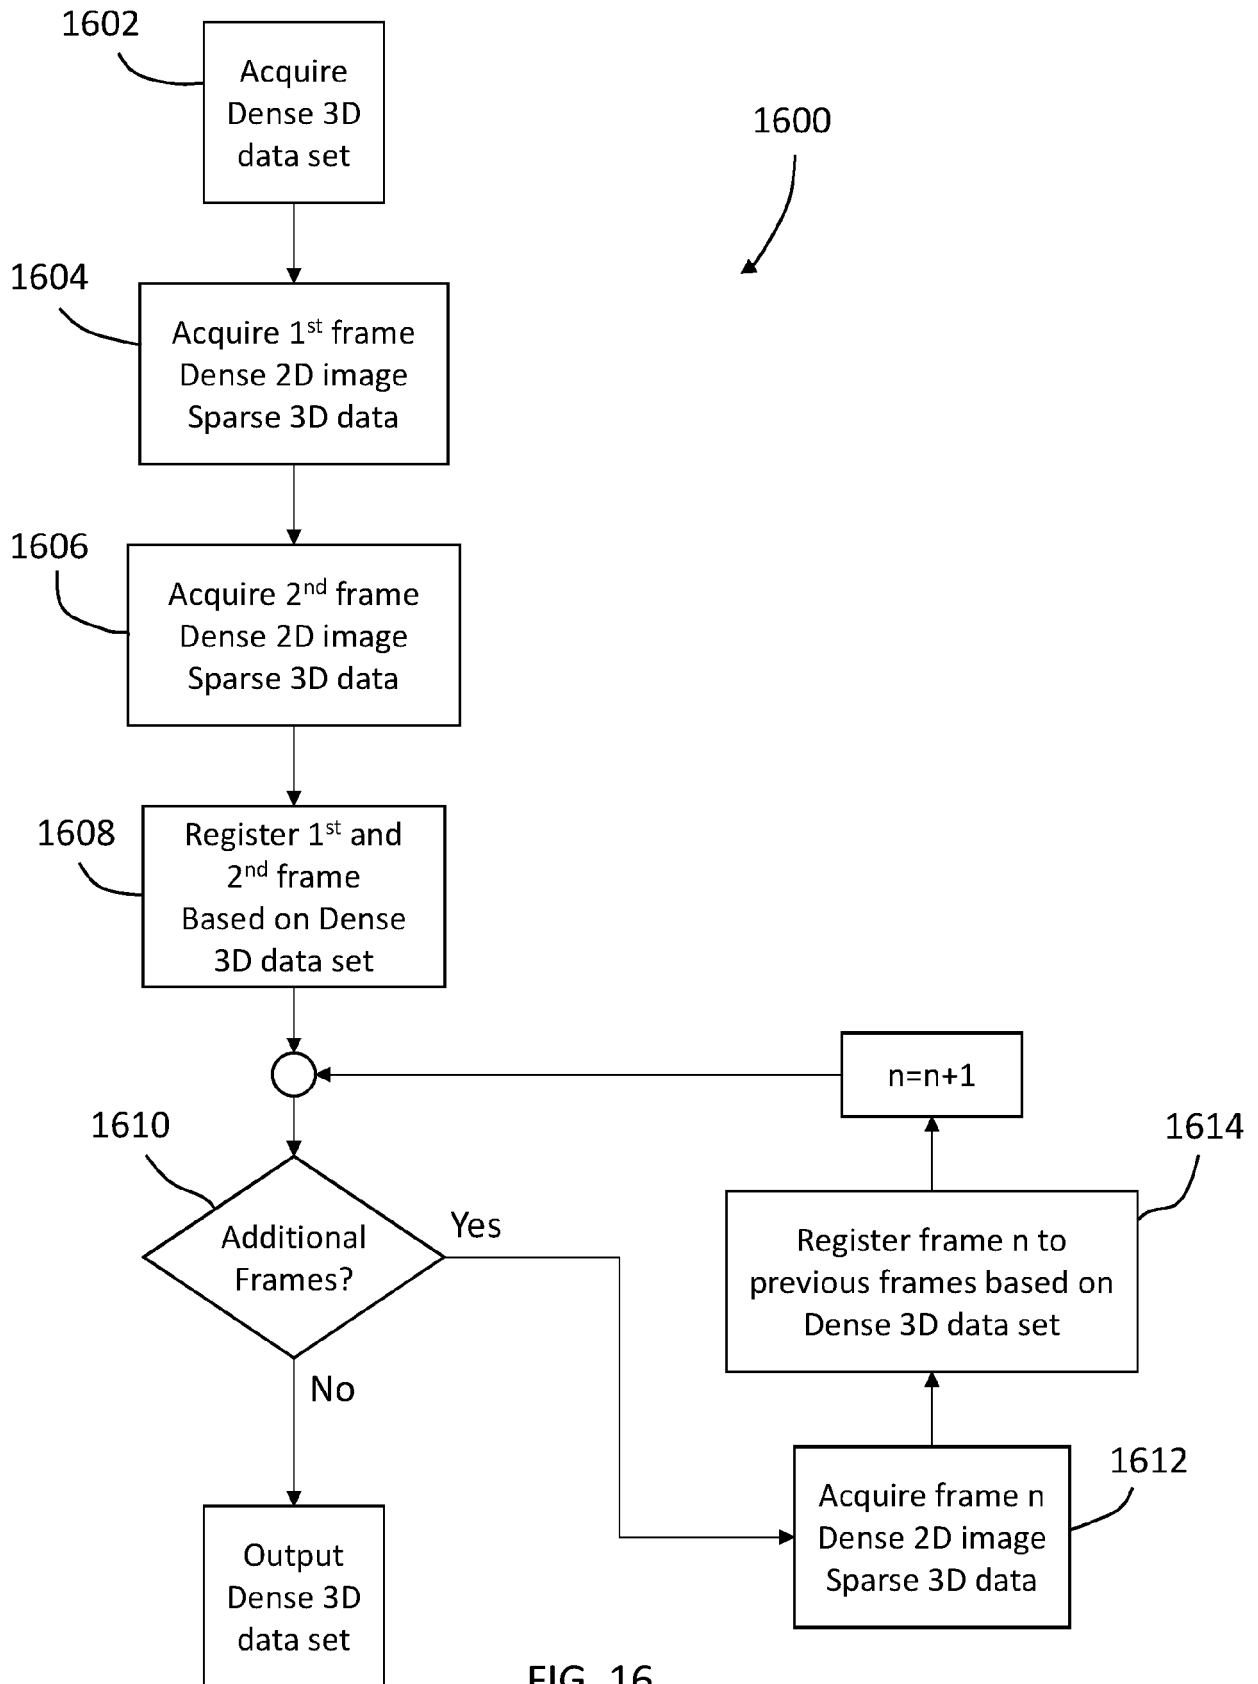 1602
Acquire
Dense 3D
data set
1600
1604
Acquire 1st frame
Dense 2D image
Sparse 3D data
1606
Acquire 2nd frame
Dense 2D image
Sparse 3D data
1608
Register 1st and
2nd frame
Based on Dense
3D data set
n=n+1
1610
1614
Additional
Frames?
Yes
Register frame n to
previous frames based on
Dense 3D data set
No
1612
Acquire frame n
Dense 2D image
Sparse 3D data
Output
Dense 3D
data set
FIG. 16